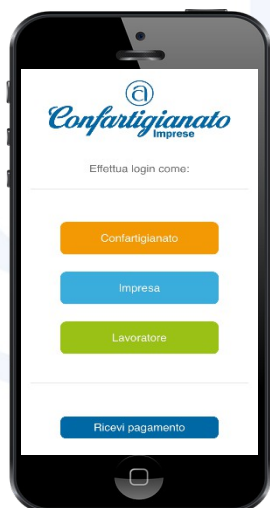 a
Confartigianato
Imprese
Effettua login come:
Confartigianato
Impresa
Lavoratore
Ricevi pagamento